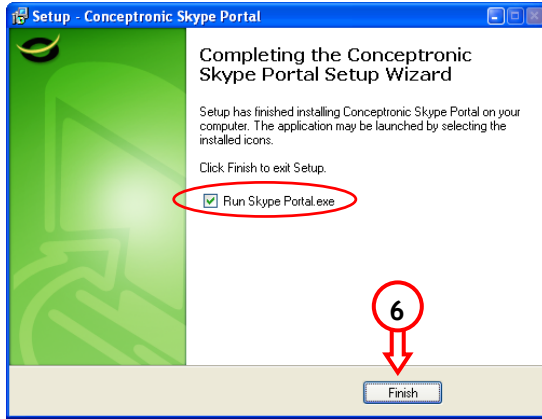 Setup - Conceptronic Skype Portal
Completing the Conceptronic
Skype Portal Setup Wizard
Setup has finished installing Conceptronic Skype Portal on your
computer. The application may be launched by selecting the
installed icons.
Click Finish to exit Setup.
Run Skype Portal.exe
6
Finish